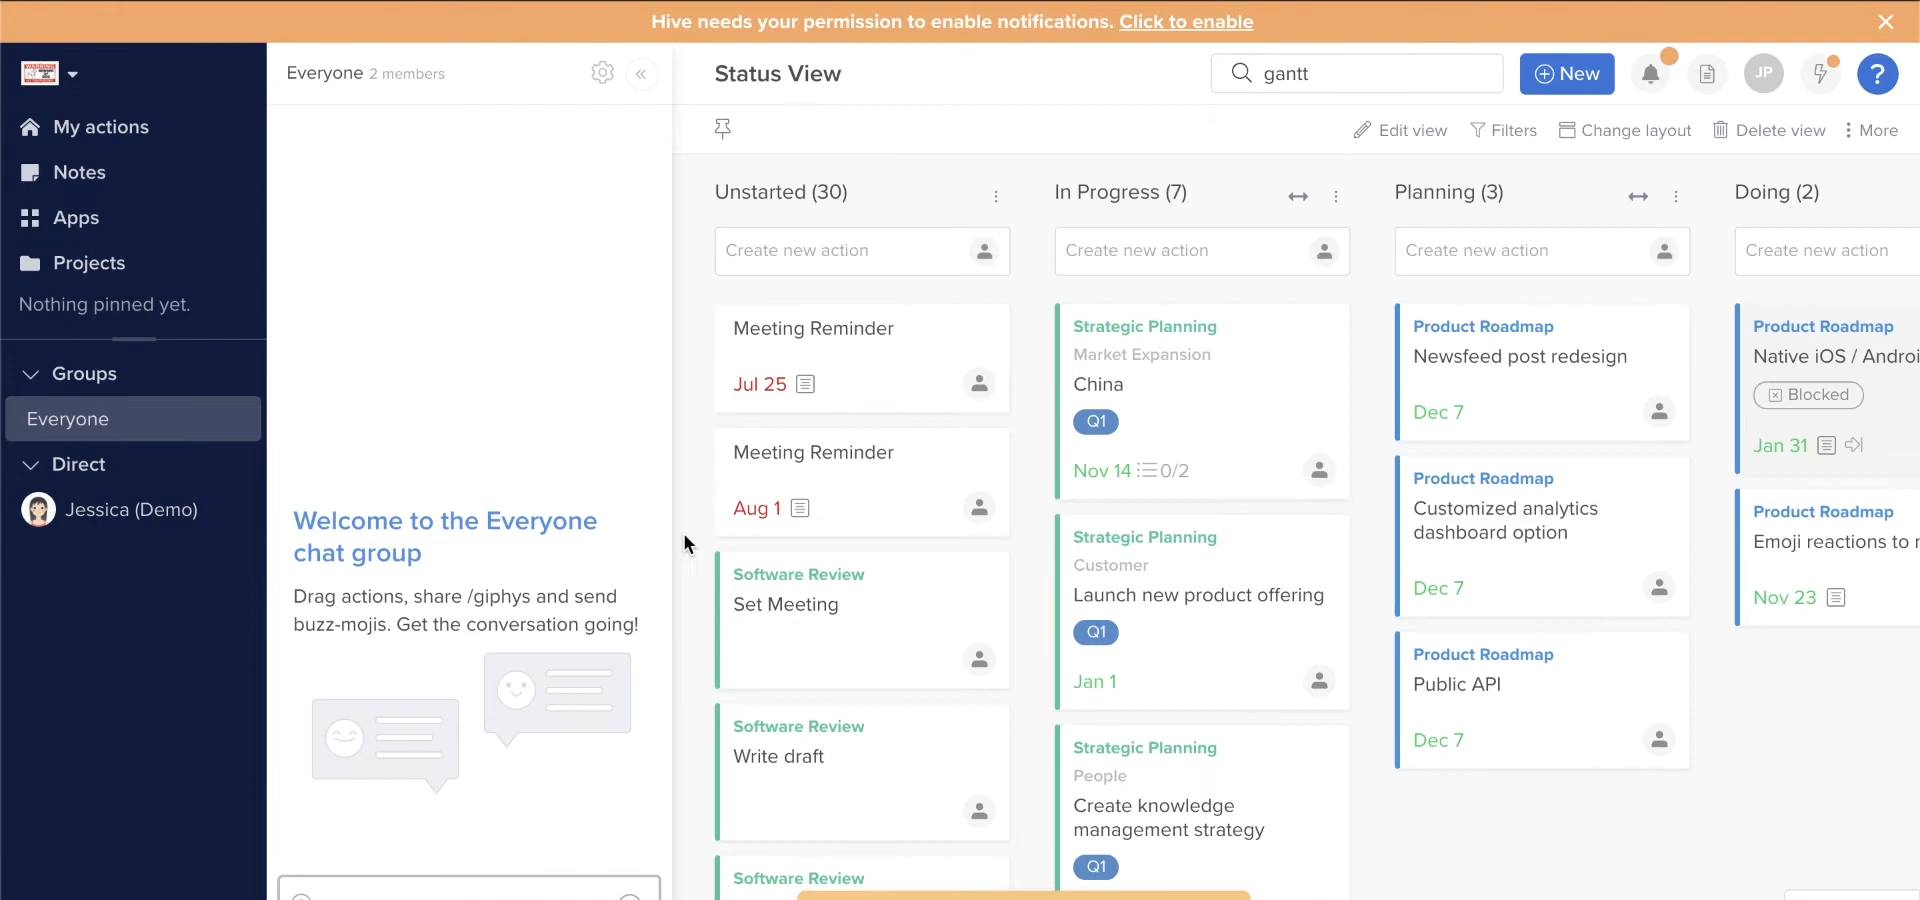 Hive needs your permission to enable notifications. Click to enable
Everyone 2 members
Status View
gantt
New
JP
?
My actions
Notes
Apps
Projects
Nothing pinned yet.
Groups
Everyone
Direct
Jessica (Demo)
Welcome to the Everyone
chat group
Drag actions, share /giphys and send
buzz-mojis. Get the conversation going!
Edit view
Filters
Change layout
Delete view
More
Unstarted (30)
Create new action
Meeting Reminder
Jul 25
Meeting Reminder
Aug 1
Software Review
Set Meeting
Software Review
Write draft
Software Review
In Progress (7)
Create new action
Strategic Planning
Market Expansion
China
Q1
Nov 14 0/2
Strategic Planning
Customer
Launch new product offering
Q1
Jan 1
Strategic Planning
People
Create knowledge
management strategy
Q1
Planning (3)
Create new action
Product Roadmap
Newsfeed post redesign
Dec 7
Product Roadmap
Customized analytics
dashboard option
Dec 7
Product Roadmap
Public API
Dec 7
Doing (2)
Create new action
Product Roadmap
Native iOS / Androi
Blocked
Jan 31
Product Roadmap
Emoji reactions to
Nov 23